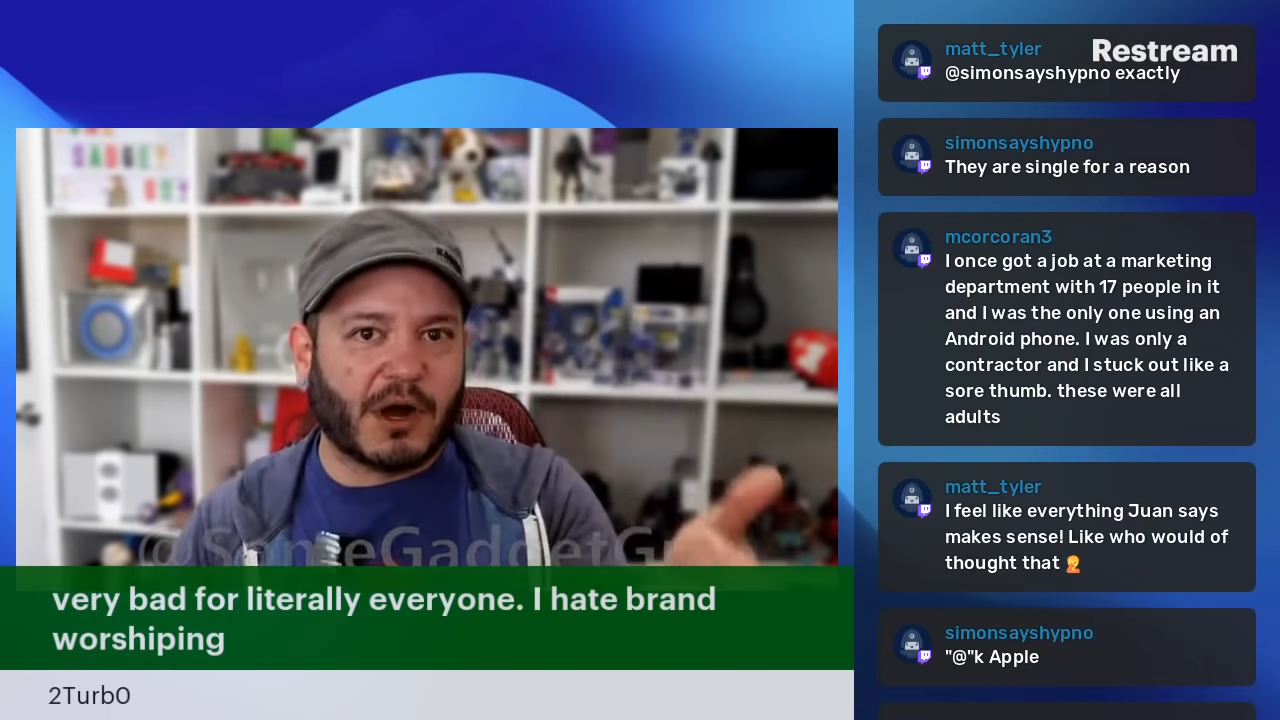 GADGET
GUY
@SomeGadgetGuy
very bad for literally everyone. I hate brand
worshiping
2Turb0
Restream
matt_tyler
@simonsayshypno exactly
simonsayshypno
They are single for a reason
mcorcoran3
I once got a job at a marketing
department with 17 people in it
and I was the only one using an
Android phone. I was only a
contractor and I stuck out like a
sore thumb. these were all
adults
matt_tyler
I feel like everything Juan says
makes sense! Like who would of
thought that 🤦
simonsayshypno
"@"k Apple